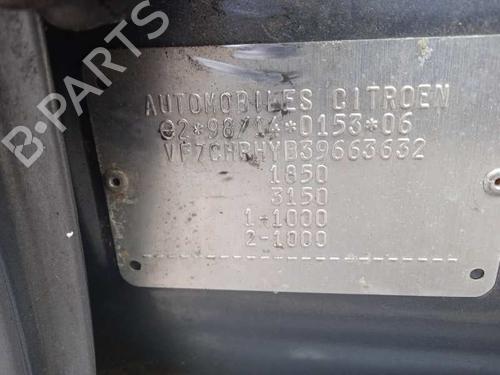 B-PARTS
AUTOMOBILES CITROEN
e2*98/14*0153*06
VF7CHRHYB39663632
1850
3150
1-1000
2-1000